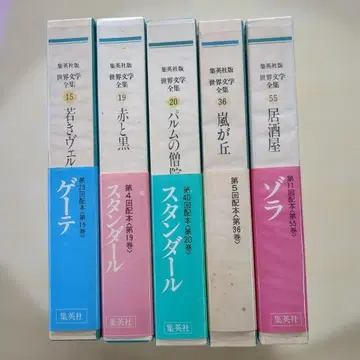 集英社版
世界文学
全集
15
若きヴェル
第23回配本〈第15巻〉
ゲーテ
集英社版
世界文学
全集
19
赤と黒
第4回配本〈第19巻〉
スタンダール
集英社
集英社版
世界文学
全集
20
パルムの僧院
第40回配本〈第20巻〉
スタンダール
集英社
集英社版
世界文学
全集
36
嵐が丘
第5回配本〈第36巻〉
集英社版
世界文学
全集
55
居酒屋
第11回配本〈第55巻〉
ゾラ
集英社